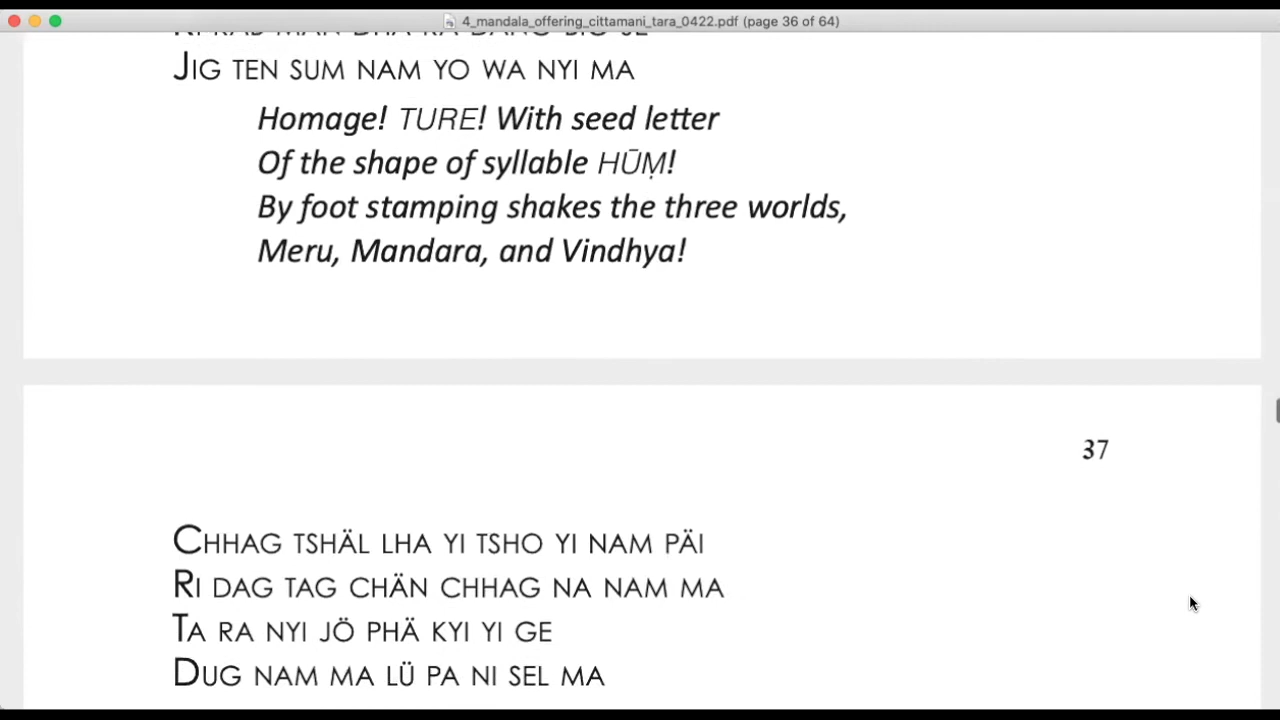 4_mandala_offering_cittamani_tara_0422.pdf (page 36 of 64)
JIG TEN SUM NAM YO WA NYI MA
Homage! TURE! With seed letter
Of the shape of syllable HŪṂ!
By foot stamping shakes the three worlds,
Meru, Mandara, and Vindhya!
37
CHHAG TSHÄL LHA YI TSHO YI NAM PÄI
RI DAG TAG CHÄN CHHAG NA NAM MA
TA RA NYI JÖ PHÄ KYI YI GE
DUG NAM MA LÜ PA NI SEL MA